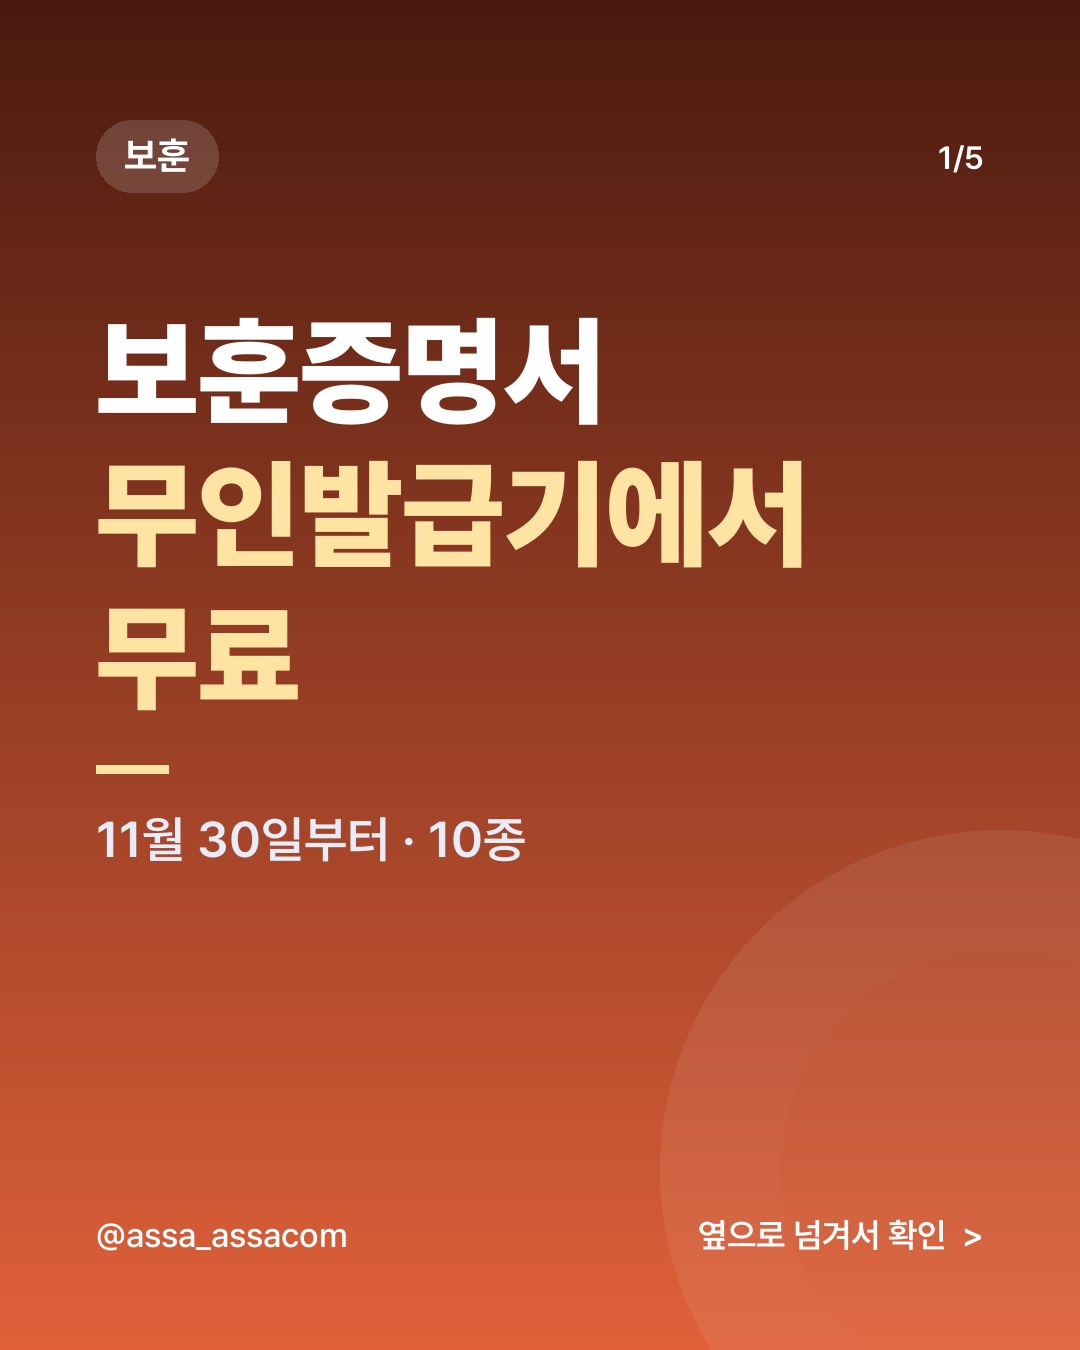 보훈
1/5
보훈증명서
무인발급기에서
무료
11월 30일부터 · 10종
@assa_assacom
옆으로 넘겨서 확인 >